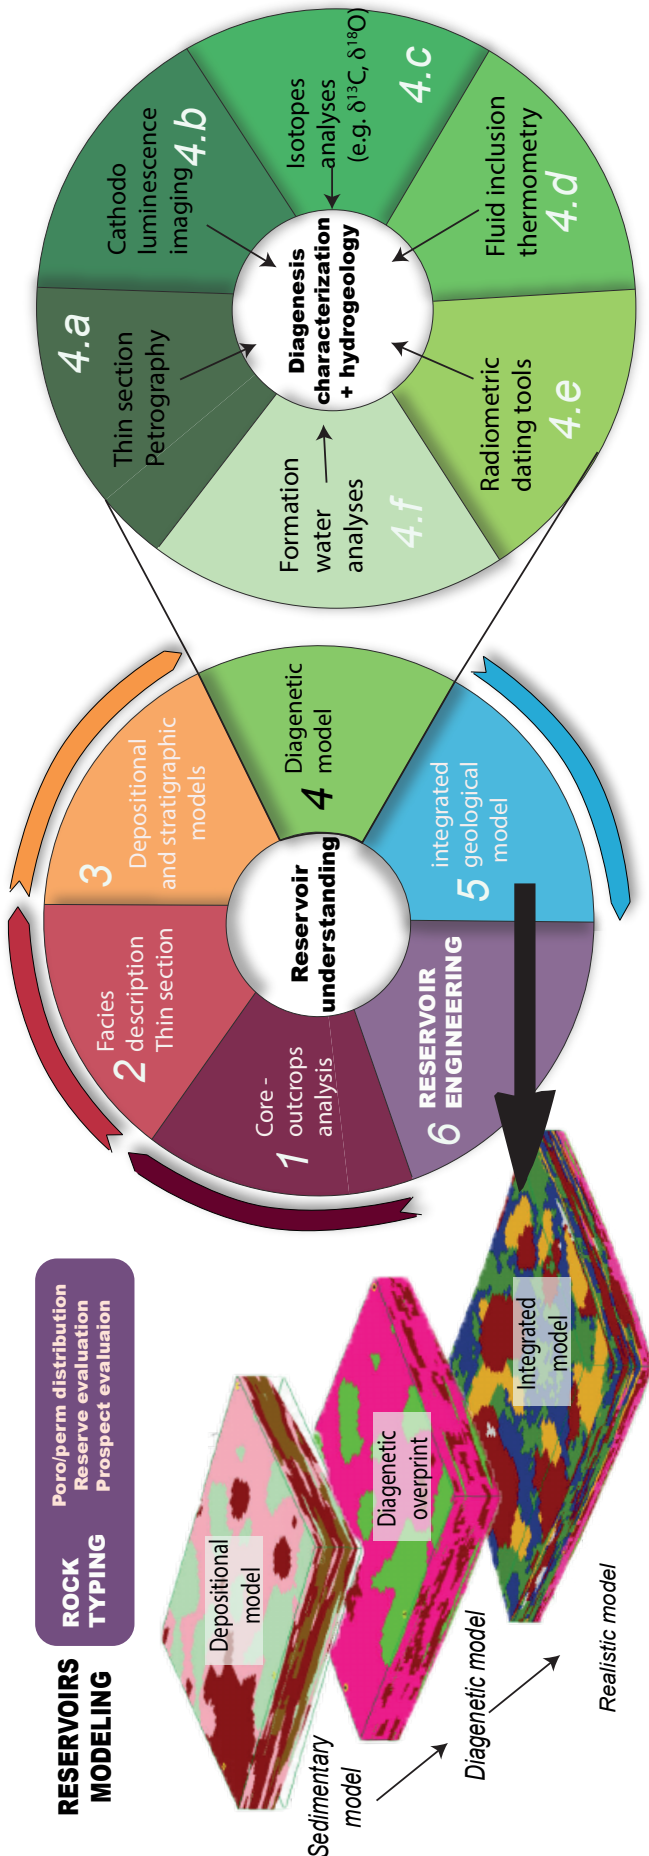 RESERVOIRS
MODELING
ROCK
TYPING
Poro/perm distribution
Reserve evaluation
Prospect evaluaion
Depositional
model
Diagenetic
overprint
Integrated
model
Sedimentary
model
Diagenetic model
Realistic model
Reservoir
understanding
1
Core -
outcrops
analysis
2
Facies
description
Thin section
3
Depositional
and stratigraphic
models
4
Diagenetic
model
5
integrated
geological
model
6
RESERVOIR
ENGINEERING
Diagenesis
characterization
+ hydrogeology
Thin section
Petrography
4.a
Cathodo
luminescence
imaging
4.b
Isotopes
analyses
(e.g. δ¹³C, δ¹⁸O)
4.c
Fluid inclusion
thermometry
4.d
Radiometric
dating tools
4.e
Formation
water
analyses
4.f